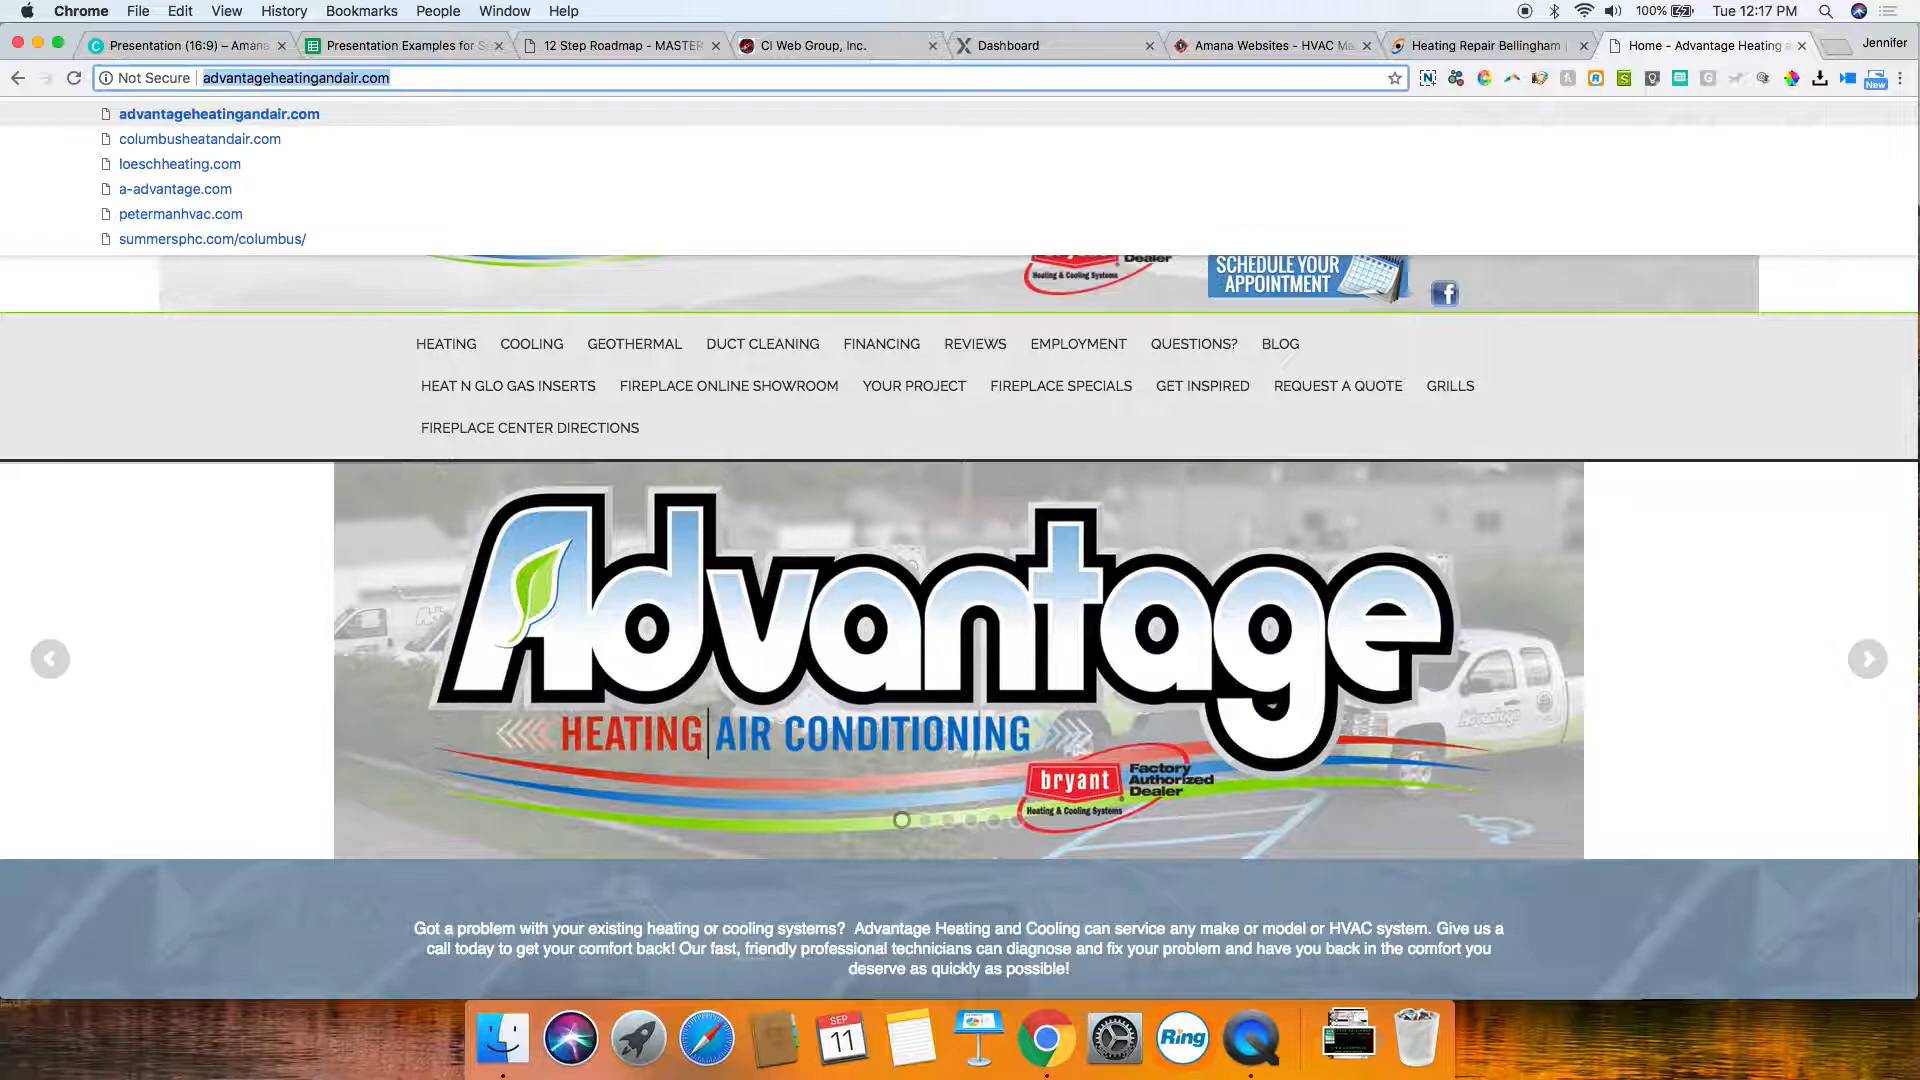 Chrome File Edit View History Bookmarks People Window Help 100% Tue 12:17 PM
Presentation (16:9) – Amana
Presentation Examples for S
12 Step Roadmap - MASTER
CI Web Group, Inc.
Dashboard
Amana Websites - HVAC Ma
Heating Repair Bellingham
Home - Advantage Heating a
Jennifer
Not Secure advantageheatingandair.com
New
advantageheatingandair.com
columbusheatandair.com
loeschheating.com
a-advantage.com
petermanhvac.com
summersphc.com/columbus/
Dealer
Heating & Cooling Systems
SCHEDULE YOUR
APPOINTMENT
HEATING COOLING GEOTHERMAL DUCT CLEANING FINANCING REVIEWS EMPLOYMENT QUESTIONS? BLOG
HEAT N GLO GAS INSERTS FIREPLACE ONLINE SHOWROOM YOUR PROJECT FIREPLACE SPECIALS GET INSPIRED REQUEST A QUOTE GRILLS
FIREPLACE CENTER DIRECTIONS
Advantage
HEATING AIR CONDITIONING
Advantage
bryant
Heating & Cooling Systems
Factory
Authorized
Dealer
Got a problem with your existing heating or cooling systems? Advantage Heating and Cooling can service any make or model or HVAC system. Give us a
call today to get your comfort back! Our fast, friendly professional technicians can diagnose and fix your problem and have you back in the comfort you
deserve as quickly as possible!
SEP
11
Ring